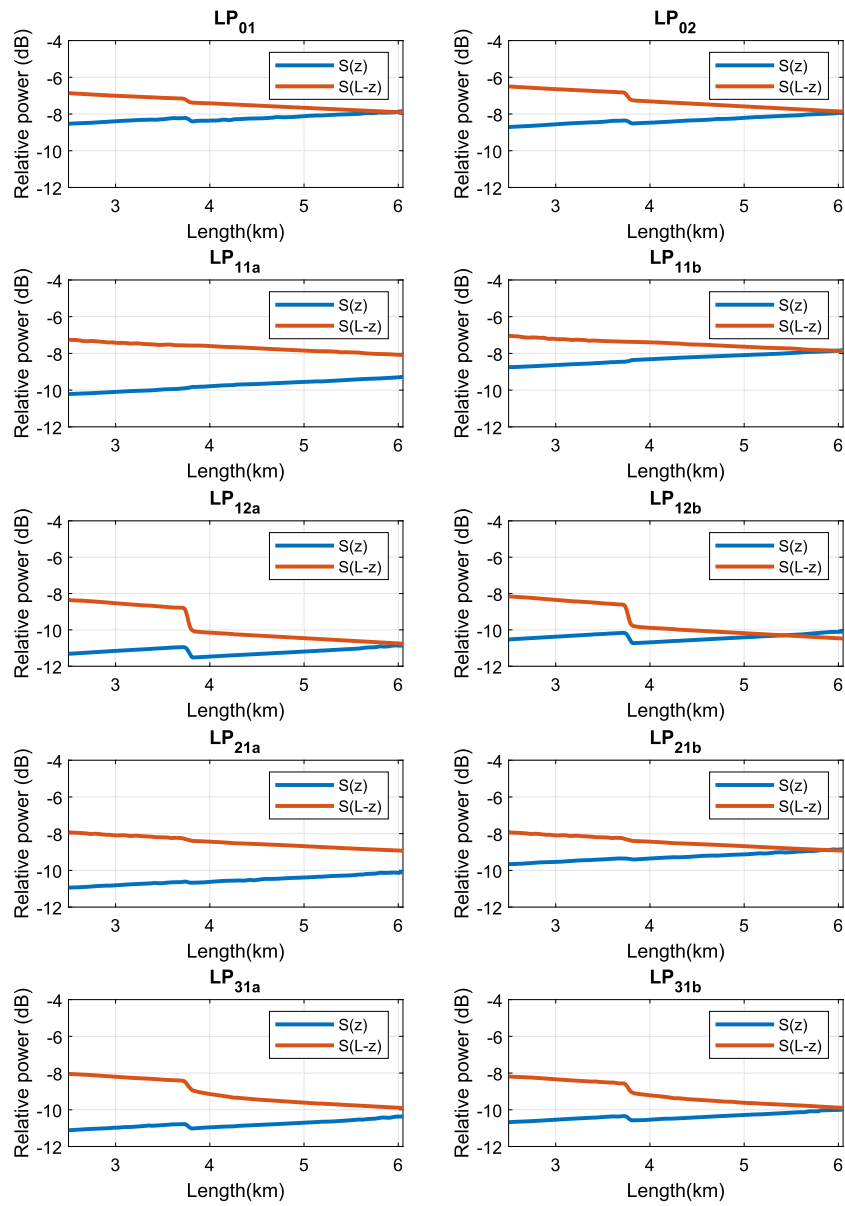 LP01
Relative power (dB)
-4
-6
-8
-10
-12
S(z)
S(L-z)
3
4
5
6
Length(km)
LP02
Relative power (dB)
-4
-6
-8
-10
-12
S(z)
S(L-z)
3
4
5
6
Length(km)
LP11a
Relative power (dB)
-4
-6
-8
-10
-12
S(z)
S(L-z)
3
4
5
6
Length(km)
LP11b
Relative power (dB)
-4
-6
-8
-10
-12
S(z)
S(L-z)
3
4
5
6
Length(km)
LP12a
Relative power (dB)
-4
-6
-8
-10
-12
S(z)
S(L-z)
3
4
5
6
Length(km)
LP12b
Relative power (dB)
-4
-6
-8
-10
-12
S(z)
S(L-z)
3
4
5
6
Length(km)
LP21a
Relative power (dB)
-4
-6
-8
-10
-12
S(z)
S(L-z)
3
4
5
6
Length(km)
LP21b
Relative power (dB)
-4
-6
-8
-10
-12
S(z)
S(L-z)
3
4
5
6
Length(km)
LP31a
Relative power (dB)
-4
-6
-8
-10
-12
S(z)
S(L-z)
3
4
5
6
Length(km)
LP31b
Relative power (dB)
-4
-6
-8
-10
-12
S(z)
S(L-z)
3
4
5
6
Length(km)